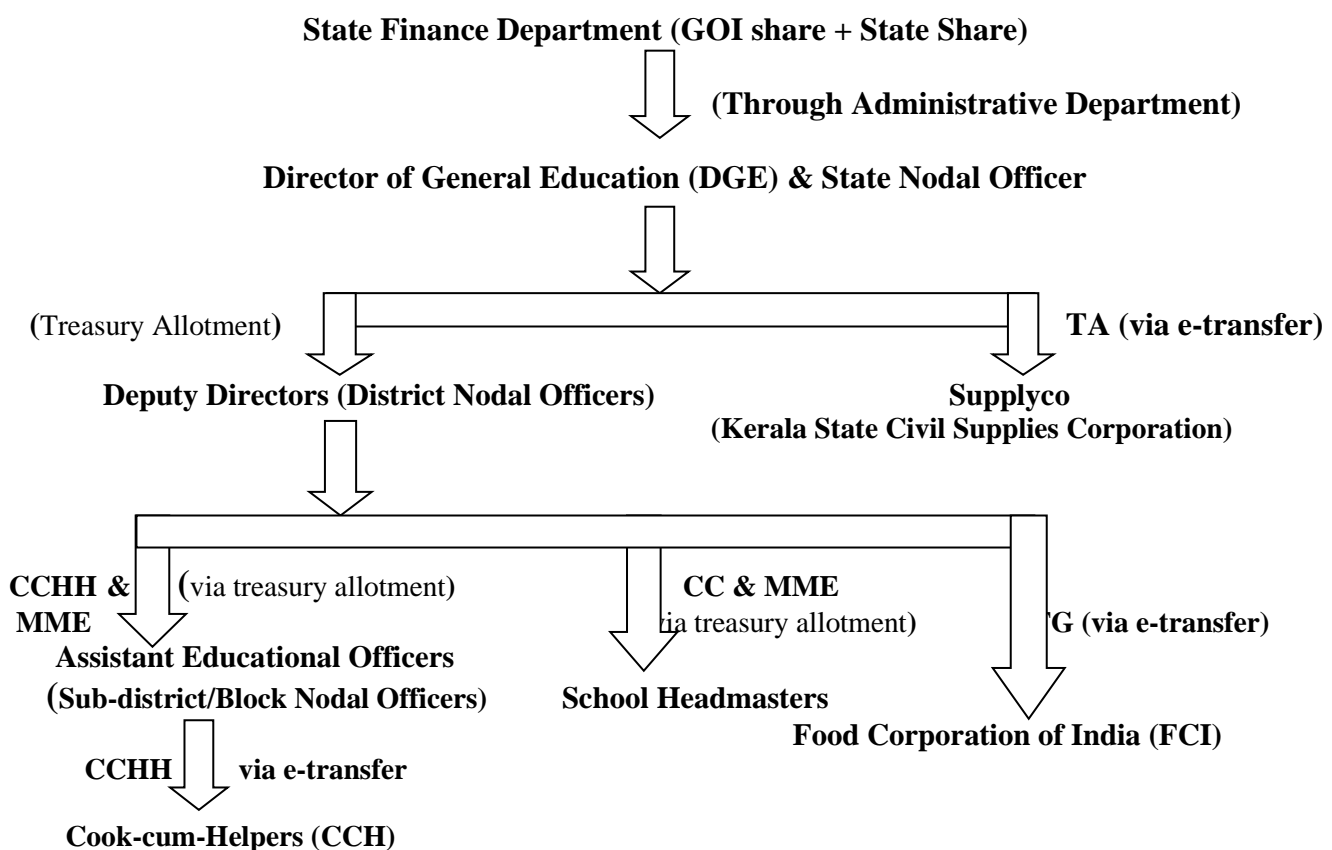 State Finance Department (GOI share + State Share)
(Through Administrative Department)
Director of General Education (DGE) & State Nodal Officer
(Treasury Allotment)
TA (via e-transfer)
Deputy Directors (District Nodal Officers)
Supplyco
(Kerala State Civil Supplies Corporation)
CCHH &
MME
(via treasury allotment)
CC & MME
via treasury allotment)
G (via e-transfer)
Assistant Educational Officers
(Sub-district/Block Nodal Officers)
School Headmasters
Food Corporation of India (FCI)
CCHH
via e-transfer
Cook-cum-Helpers (CCH)